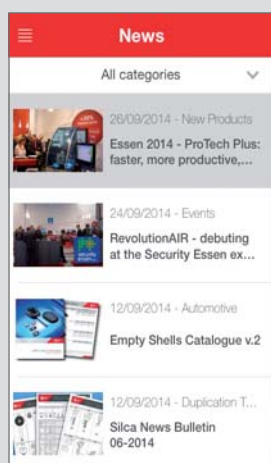 News
All categories
26/09/2014 - New Products
Essen 2014 - ProTech Plus:
faster, more productive,...
24/09/2014 - Events
RevolutionAIR - debuting
at the Security Essen ex...
12/09/2014 - Automotive
Empty Shells Catalogue v.2
12/09/2014 - Duplication T...
Silca News Bulletin
06-2014